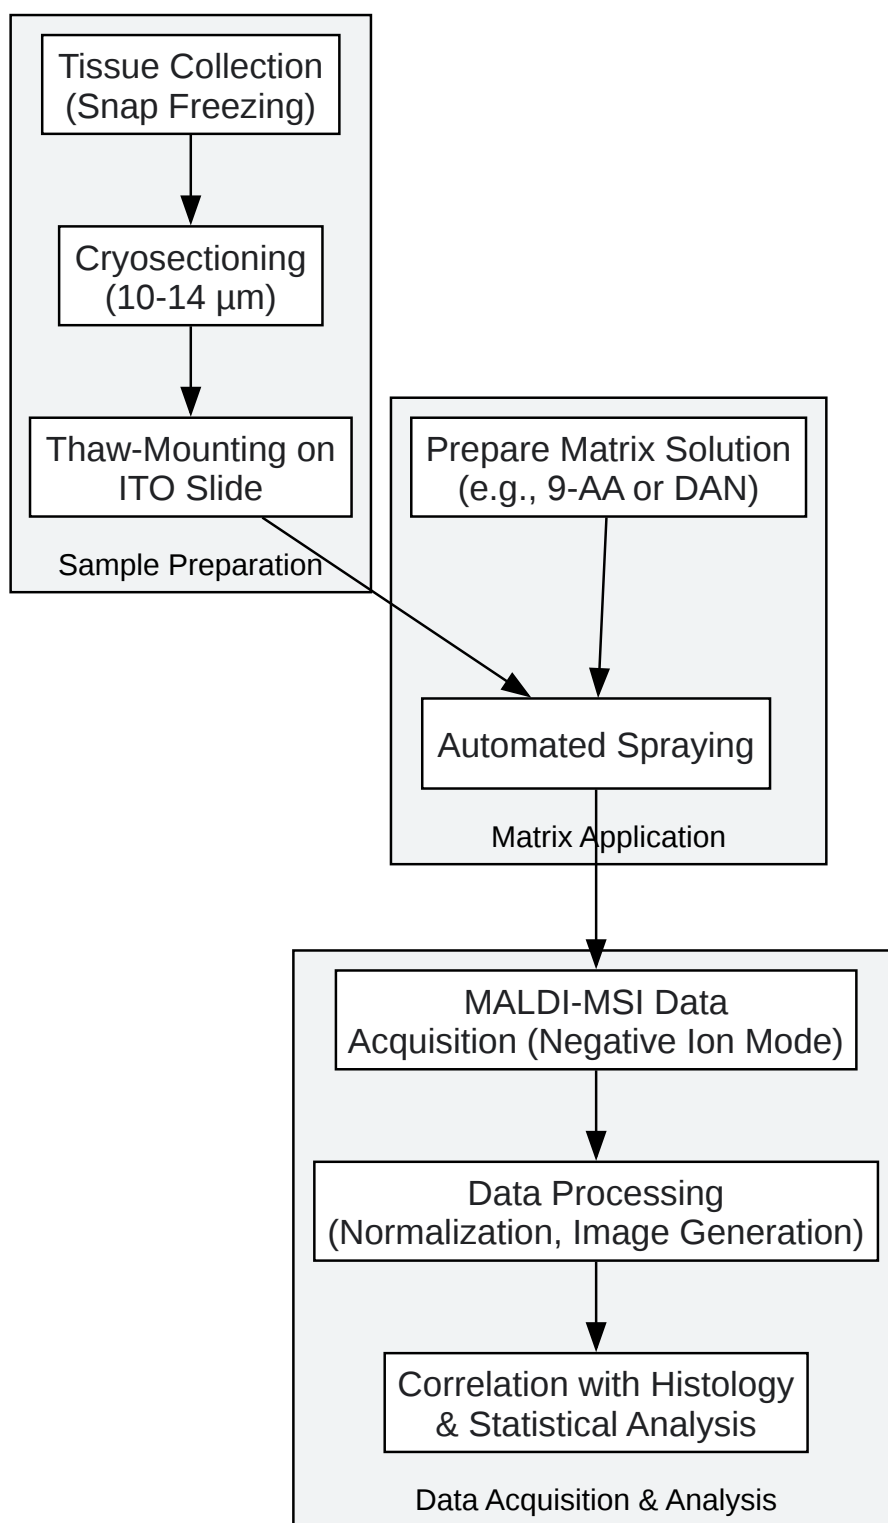 Tissue Collection
(Snap Freezing)
Cryosectioning
(10-14 µm)
Thaw-Mounting on
ITO Slide
Sample Preparation
Prepare Matrix Solution
(e.g., 9-AA or DAN)
Automated Spraying
Matrix Application
MALDI-MSI Data
Acquisition (Negative Ion Mode)
Data Processing
(Normalization, Image Generation)
Correlation with Histology
& Statistical Analysis
Data Acquisition & Analysis